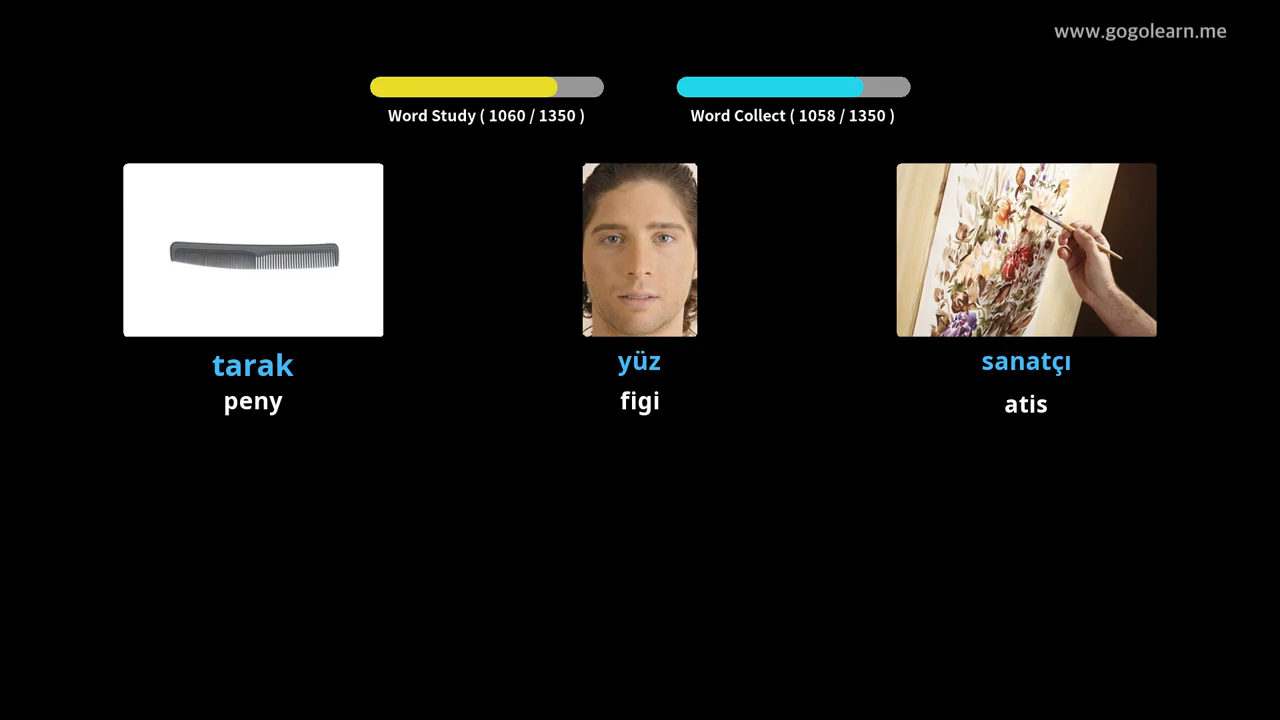 www.gogolearn.me
Word Study ( 1060 / 1350 )
Word Collect ( 1058 / 1350 )
tarak
peny
yüz
figi
sanatçı
atis